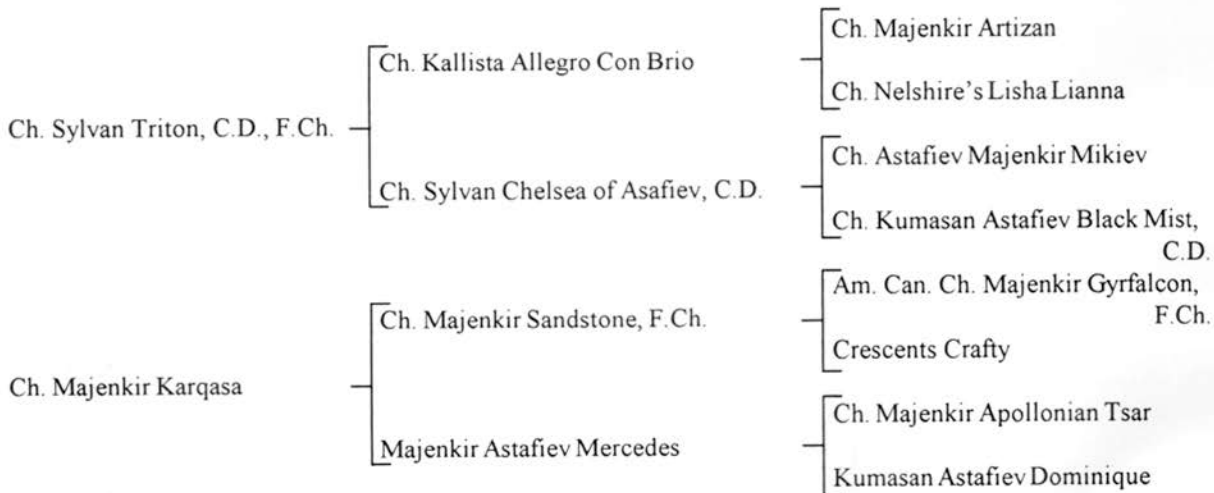 Ch. Majenkir Artizan
Ch. Kallista Allegro Con Brio
Ch. Nelshire's Lisha Lianna
Ch. Sylvan Triton, C.D., F.Ch.
Ch. Astafiev Majenkir Mikiev
Ch. Sylvan Chelsea of Asafiev, C.D.
Ch. Kumasan Astafiev Black Mist,
C.D.
Am. Can. Ch. Majenkir Gyrfalcon,
F.Ch.
Ch. Majenkir Sandstone, F.Ch.
Crescents Crafty
Ch. Majenkir Karqasa
Ch. Majenkir Apollonian Tsar
Majenkir Astafiev Mercedes
Kumasan Astafiev Dominique